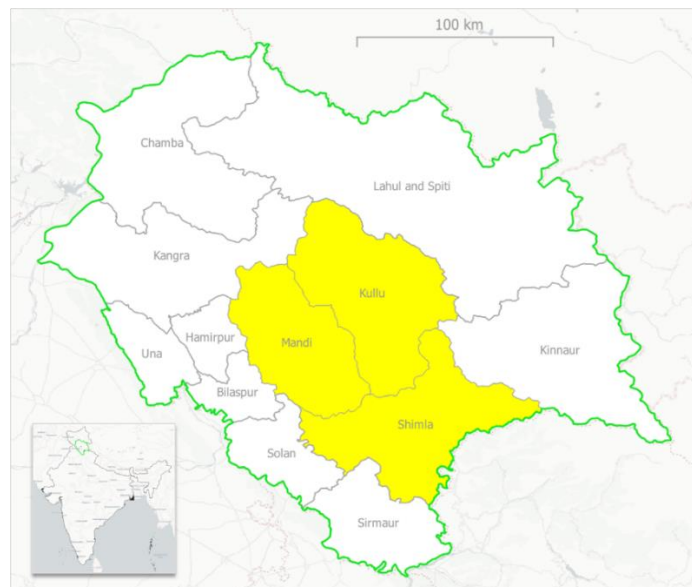 100 km
Chamba
Lahul and Spiti
Kangra
Kullu
Hamirpur
Mandi
Una
Kinnaur
Bilaspur
Shimla
Solan
Sirmaur